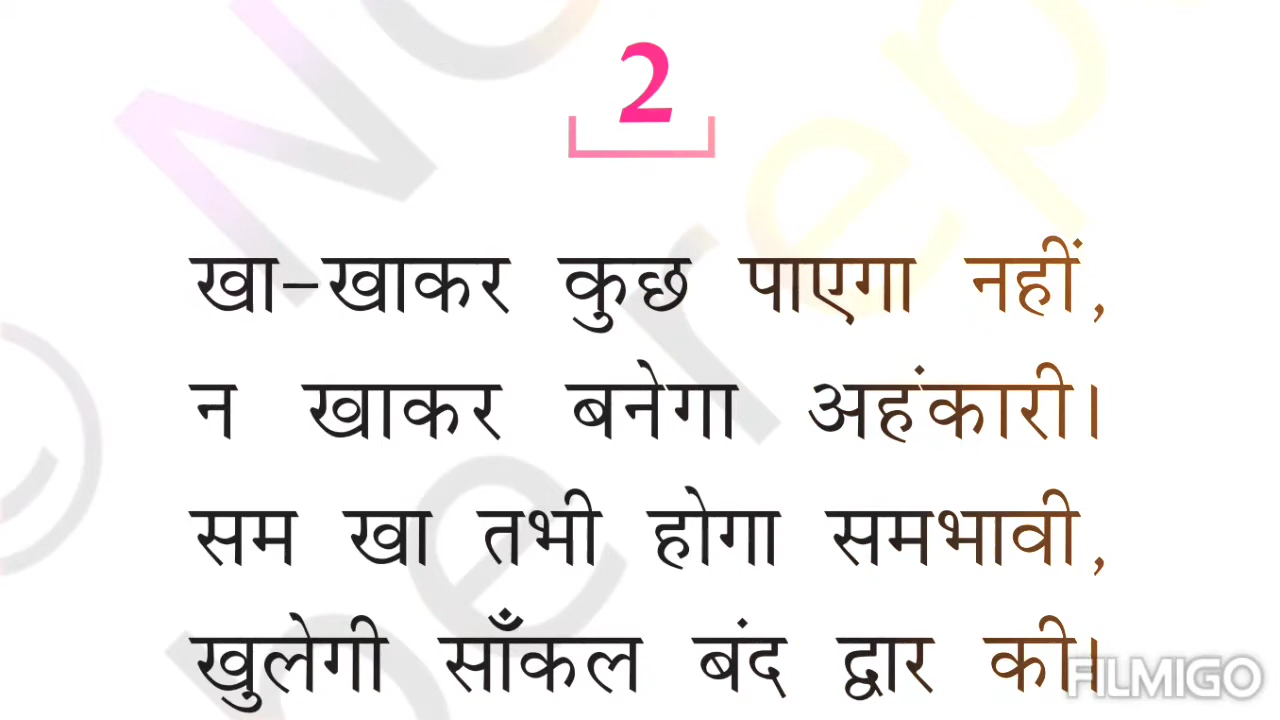 2
खा-खाकर कुछ पाएगा नहीं,
न खाकर बनेगा अहंकारी।
सम खा तभी होगा समभावी,
खुलेगी साँकल बंद द्वार की।
FILMIGO